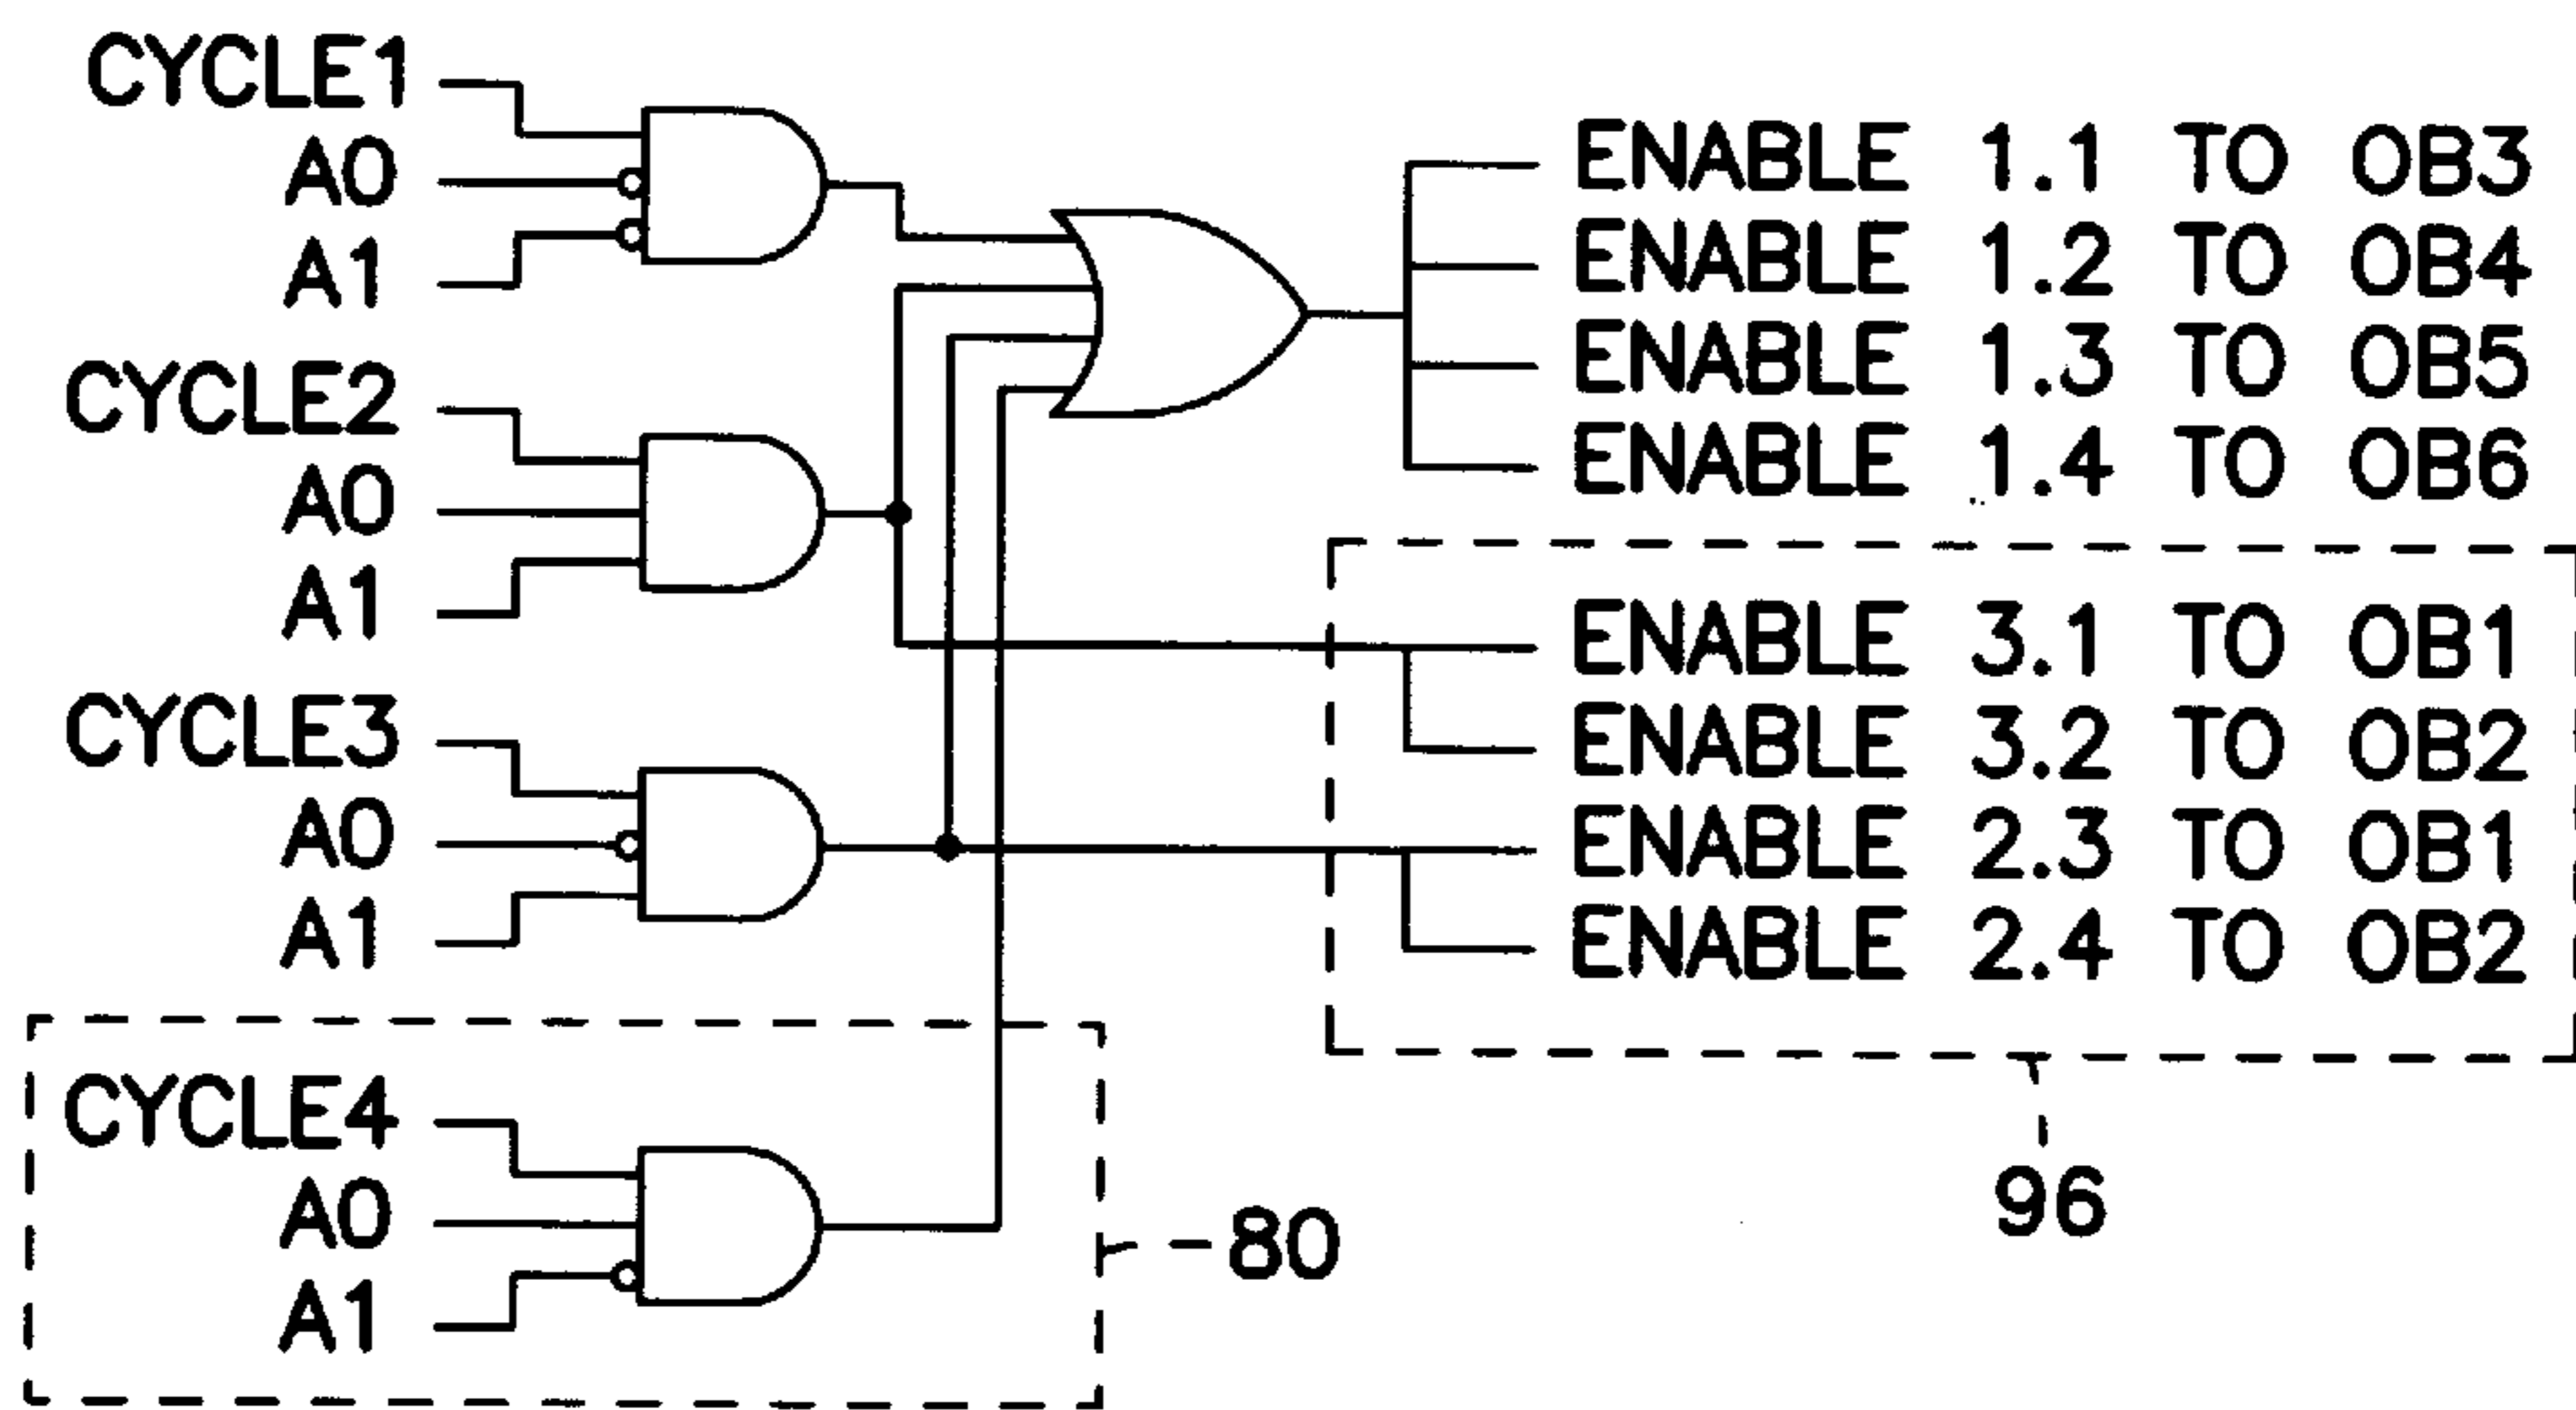 CYCLE1
A0
A1
CYCLE2
A0
A1
CYCLE3
A0
A1
CYCLE4
A0
A1
80
ENABLE 1.1 TO OB3
ENABLE 1.2 TO OB4
ENABLE 1.3 TO OB5
ENABLE 1.4 TO OB6
ENABLE 3.1 TO OB1
ENABLE 3.2 TO OB2
ENABLE 2.3 TO OB1
ENABLE 2.4 TO OB2
96